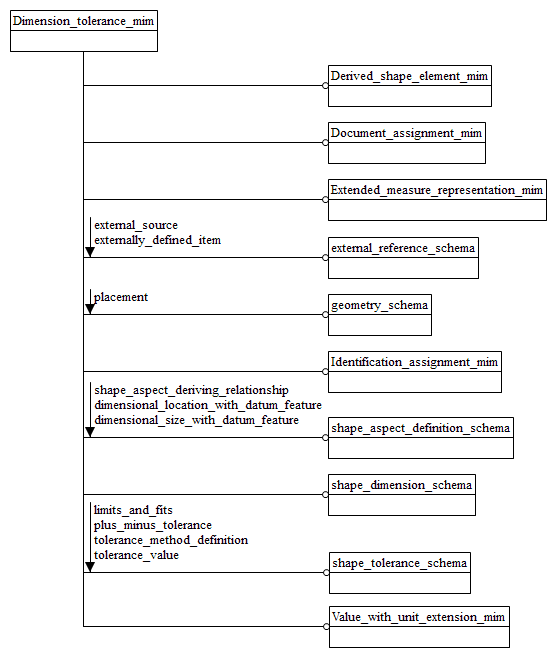 Dimension_tolerance_mim
Derived_shape_element_mim
Document_assignment_mim
Extended_measure_representation_mim
external_source
externally_defined_item
external_reference_schema
placement
geometry_schema
Identification_assignment_mim
shape_aspect_deriving_relationship
dimensional_location_with_datum_feature
dimensional_size_with_datum_feature
shape_aspect_definition_schema
shape_dimension_schema
limits_and_fits
plus_minus_tolerance
tolerance_method_definition
tolerance_value
shape_tolerance_schema
Value_with_unit_extension_mim